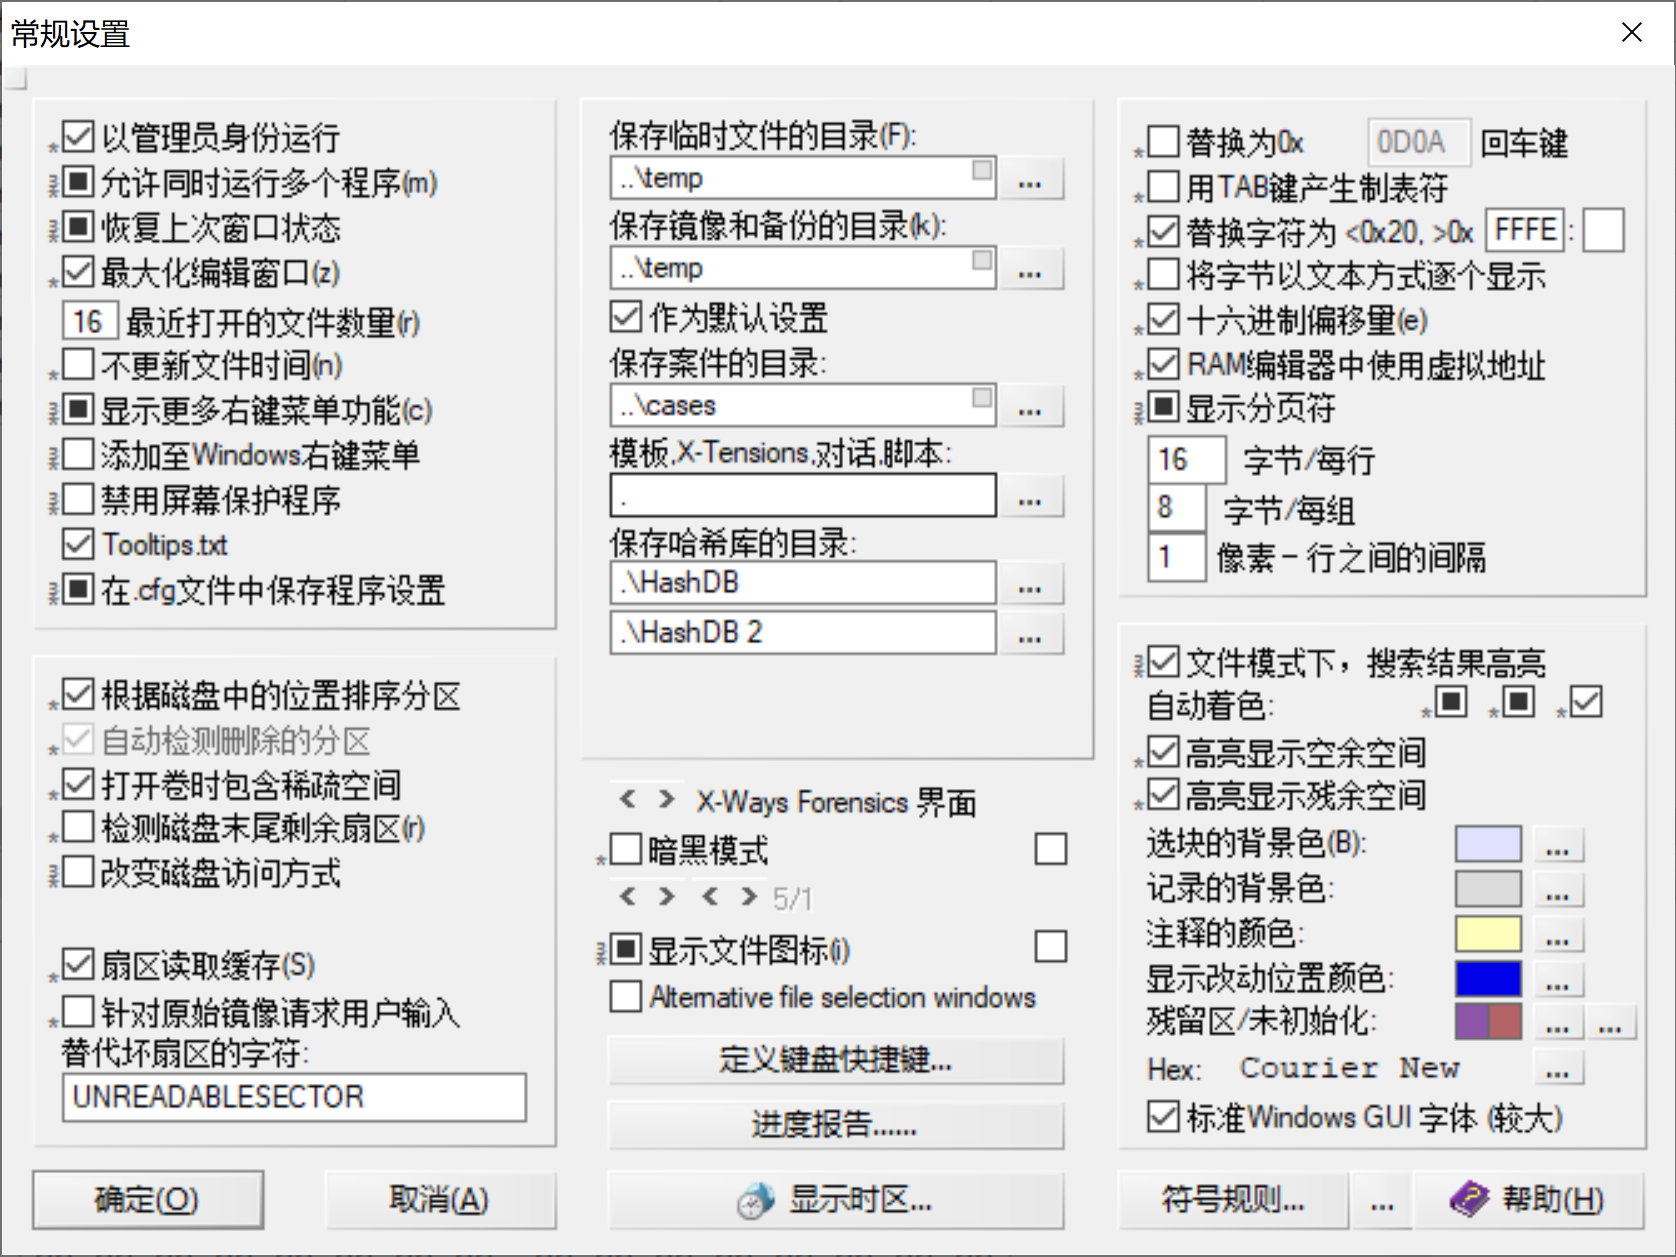 常规设置
以管理员身份运行
允许同时运行多个程序(m)
恢复上次窗口状态
最大化编辑窗口(z)
16 最近打开的文件数量(r)
不更新文件时间(n)
显示更多右键菜单功能(c)
添加至Windows右键菜单
禁用屏幕保护程序
Tooltips.txt
在.cfg文件中保存程序设置
根据磁盘中的位置排序分区
自动检测删除的分区
打开卷时包含稀疏空间
检测磁盘末尾剩余扇区(r)
改变磁盘访问方式
扇区读取缓存(S)
针对原始镜像请求用户输入
替代坏扇区的字符:
UNREADABLESECTOR
确定(O)
取消(A)
保存临时文件的目录(F):
..\temp ...
保存镜像和备份的目录(k):
..\temp ...
作为默认设置
保存案件的目录:
..\cases ...
模板,X-Tensions,对话,脚本:
. ...
保存哈希库的目录:
.\HashDB ...
.\HashDB 2 ...
< > X-Ways Forensics 界面
暗黑模式
< > < > 5/1
显示文件图标(i)
Alternative file selection windows
定义键盘快捷键...
进度报告......
显示时区...
替换为0x 0D0A 回车键
用TAB键产生制表符
替换字符为 <0x20, >0x FFFE :
将字节以文本方式逐个显示
十六进制偏移量(e)
RAM编辑器中使用虚拟地址
显示分页符
16 字节/每行
8 字节/每组
1 像素 – 行之间的间隔
文件模式下，搜索结果高亮
自动着色:
高亮显示空余空间
高亮显示残余空间
选块的背景色(B): ...
记录的背景色: ...
注释的颜色: ...
显示改动位置颜色: ...
残留区/未初始化: ... ...
Hex: Courier New ...
标准Windows GUI 字体 (较大)
符号规则... ... 帮助(H)